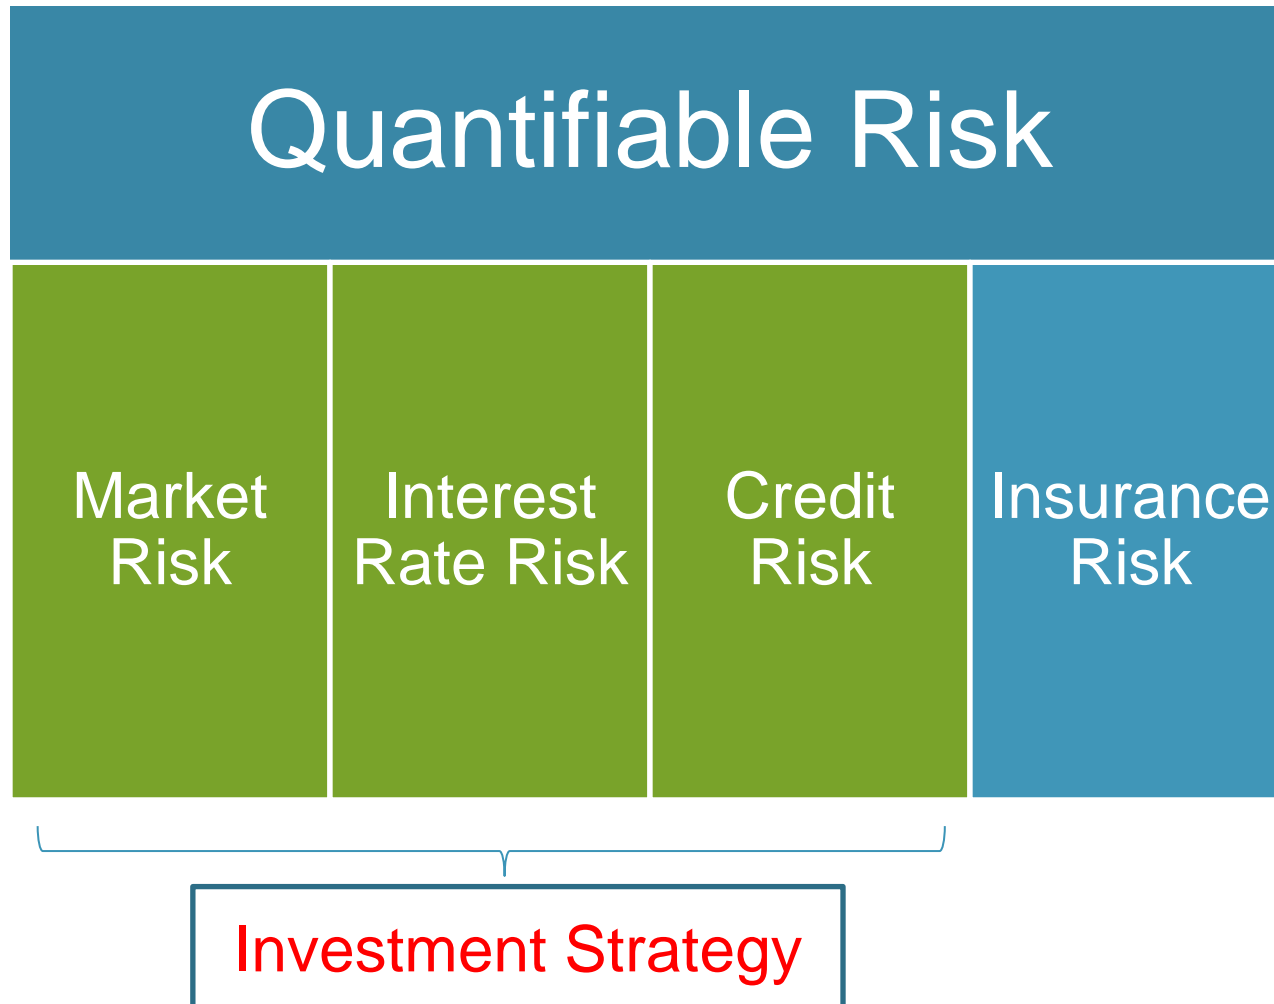 Quantifiable Risk
Market
Risk
Interest
Rate Risk
Credit
Risk
Insurance
Risk
Investment Strategy